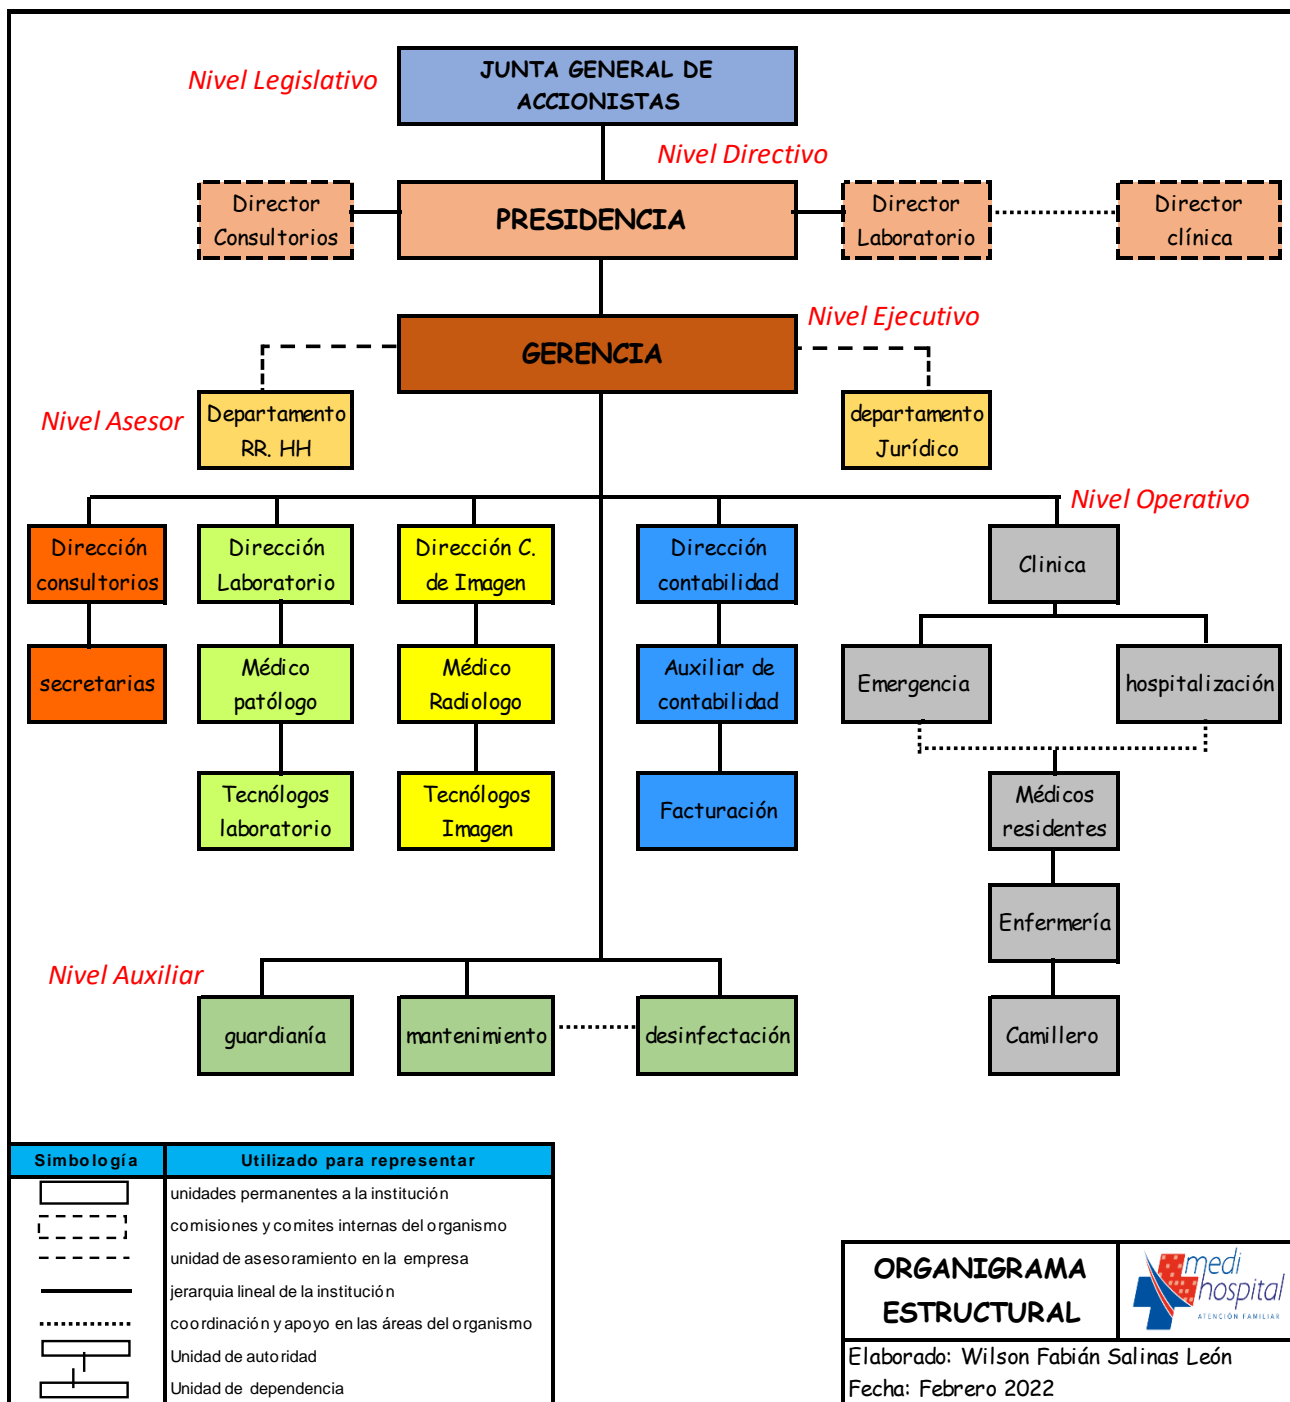 Nivel Legislativo
JUNTA GENERAL DE
ACCIONISTAS
Nivel Directivo
Director
Consultorios
PRESIDENCIA
Director
Laboratorio
Director
clínica
Nivel Ejecutivo
GERENCIA
Nivel Asesor
Departamento
RR. HH
departamento
Jurídico
Nivel Operativo
Dirección
consultorios
Dirección
Laboratorio
Dirección C.
de Imagen
Dirección
contabilidad
Clinica
secretarias
Médico
patólogo
Médico
Radiologo
Auxiliar de
contabilidad
Emergencia
hospitalización
Tecnólogos
laboratorio
Tecnólogos
Imagen
Facturación
Médicos
residentes
Enfermería
Nivel Auxiliar
guardianía
mantenimiento
desinfectación
Camillero
Simbología
Utilizado para representar
unidades permanentes a la institución
comisiones y comites internas del organismo
unidad de asesoramiento en la empresa
jerarquia lineal de la institución
coordinación y apoyo en las áreas del organismo
Unidad de autoridad
Unidad de dependencia
ORGANIGRAMA
ESTRUCTURAL
medi
hospital
ATENCIÓN FAMILIAR
Elaborado: Wilson Fabián Salinas León
Fecha: Febrero 2022